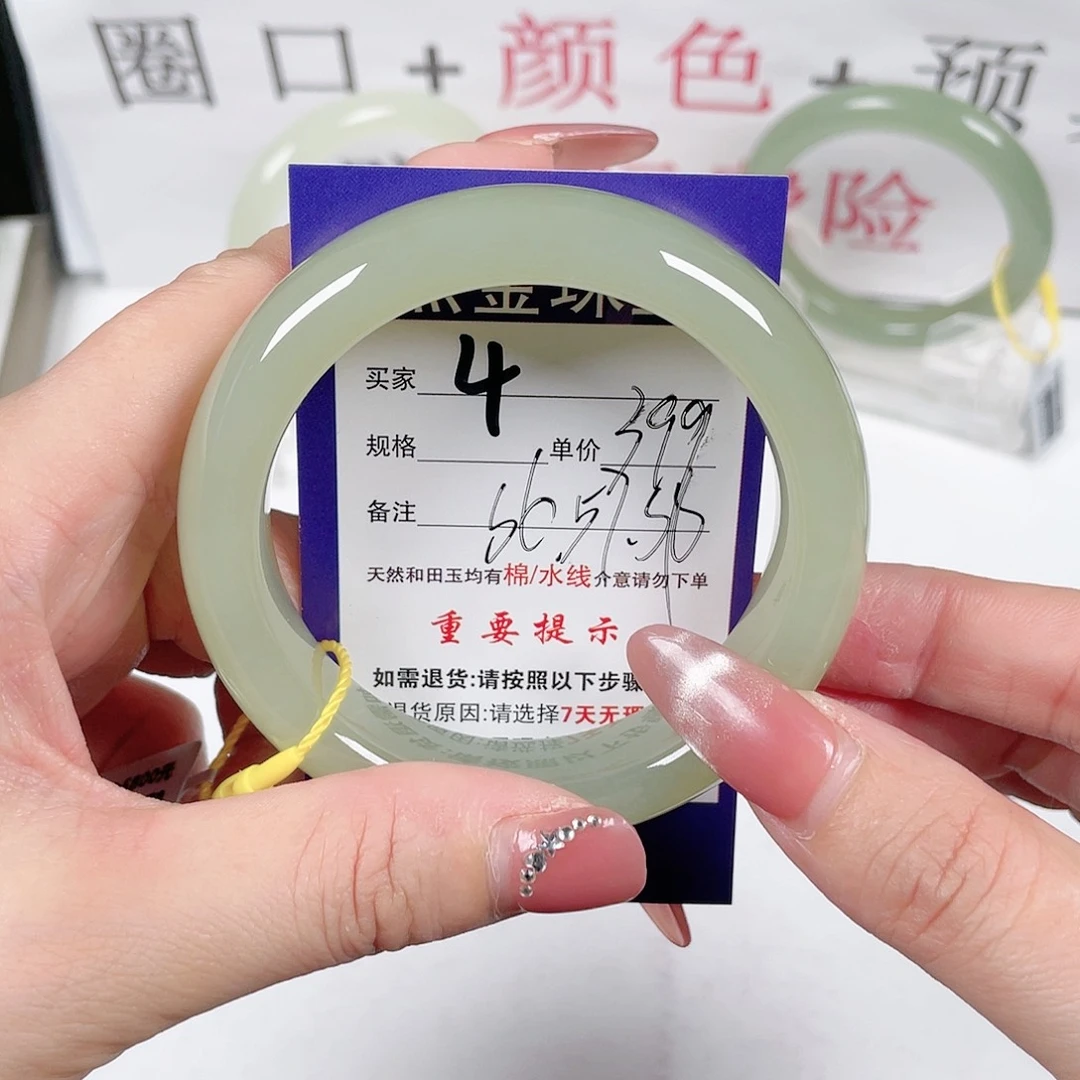 圈口+颜色+预
险
金珠
买家 4
规格 单价 399
备注 56.57.58
天然和田玉均有棉/水线介意请勿下单
重要提示
如需退货:请按照以下步骤
退货原因:请选择7天无理